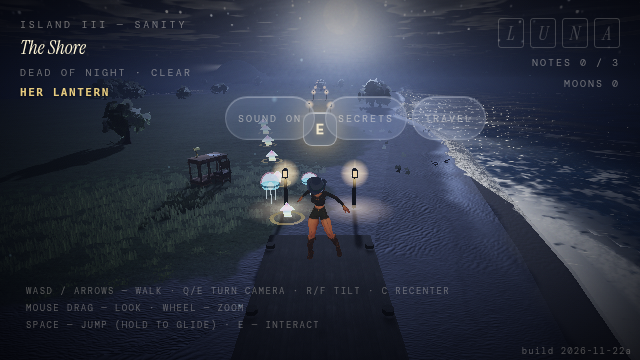 ISLAND III — SANITY
The Shore
DEAD OF NIGHT · CLEAR
HER LANTERN
L U N A
NOTES 0 / 3
MOONS 0
SOUND ON
SECRETS
TRAVEL
E
WASD / ARROWS — WALK · Q/E TURN CAMERA · R/F TILT · C RECENTER
MOUSE DRAG — LOOK · WHEEL — ZOOM
SPACE — JUMP (HOLD TO GLIDE) · E — INTERACT
build 2026-11-22a